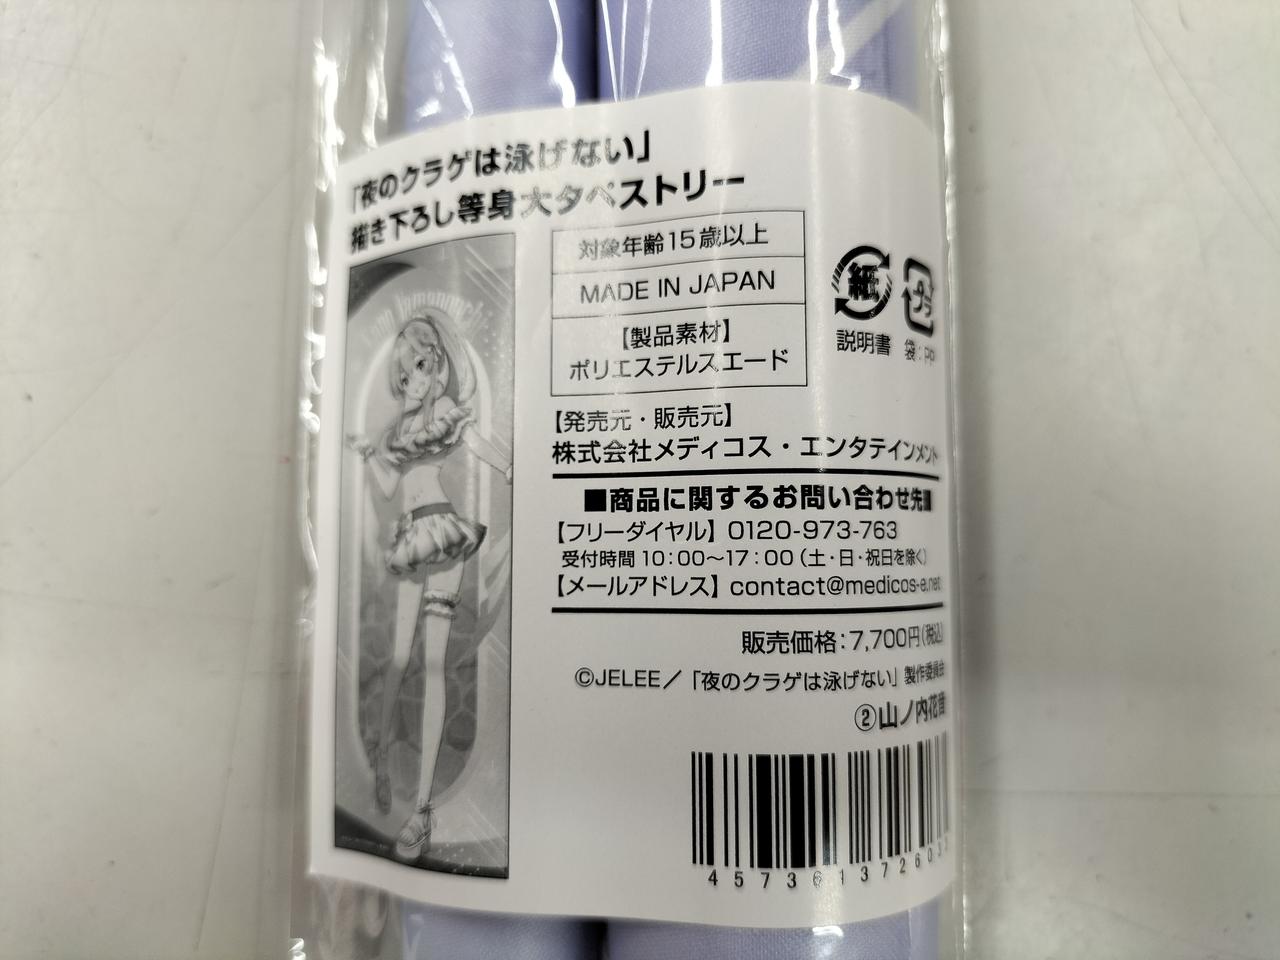 「夜のクラゲは泳げない」
描き下ろし等身大タペストリー
対象年齢15歳以上
MADE IN JAPAN
【製品素材】
ポリエステルスエード
紙
説明書
プラ
袋：PP
【発売元・販売元】
株式会社メディコス・エンタテインメント
■商品に関するお問い合わせ先■
【フリーダイヤル】0120-973-763
受付時間 10：00〜17：00（土・日・祝日を除く）
【メールアドレス】contact@medicos-e.net
販売価格：7,700円(税込)
©JELEE／「夜のクラゲは泳げない」製作委員会
②山ノ内花音